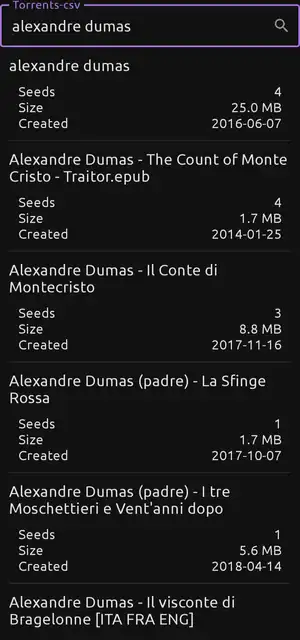 Torrents-csv
alexandre dumas
alexandre dumas
Seeds 4
Size 25.0 MB
Created 2016-06-07
Alexandre Dumas - The Count of Monte
Cristo - Traitor.epub
Seeds 4
Size 1.7 MB
Created 2014-01-25
Alexandre Dumas - Il Conte di
Montecristo
Seeds 3
Size 8.8 MB
Created 2017-11-16
Alexandre Dumas (padre) - La Sfinge
Rossa
Seeds 1
Size 1.7 MB
Created 2017-10-07
Alexandre Dumas (padre) - I tre
Moschettieri e Vent'anni dopo
Seeds 1
Size 5.6 MB
Created 2018-04-14
Alexandre Dumas - Il visconte di
Bragelonne [ITA FRA ENG]